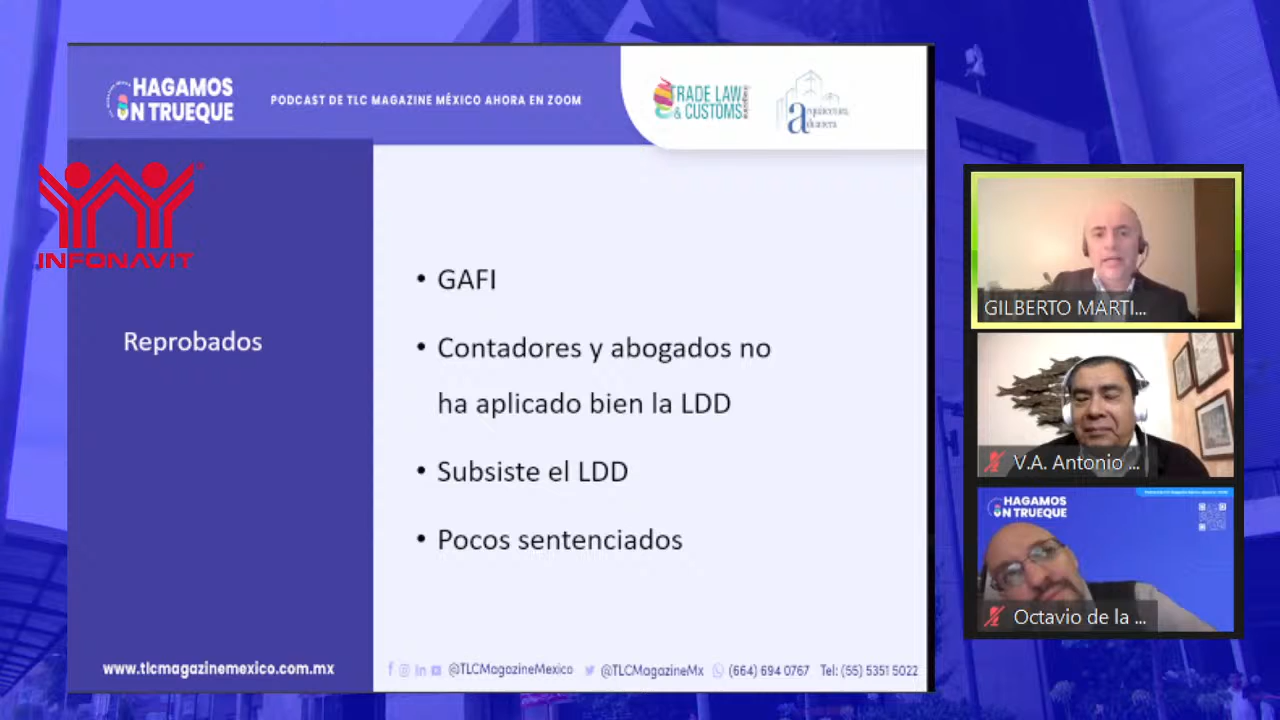 HAGAMOS
UN TRUEQUE
PODCAST DE TLC MAGAZINE MÉXICO AHORA EN ZOOM
TRADE LAW
& CUSTOMS
arquitectura
aduanera
INFONAVIT
Reprobados
• GAFI
• Contadores y abogados no
ha aplicado bien la LDD
• Subsiste el LDD
• Pocos sentenciados
www.tlcmagazinemexico.com.mx
@TLCMagazineMexico
@TLCMagazineMx
(664) 694 0767
Tel: (55) 5351 5022
GILBERTO MARTI...
V.A. Antonio ...
HAGAMOS
UN TRUEQUE
Octavio de la ...